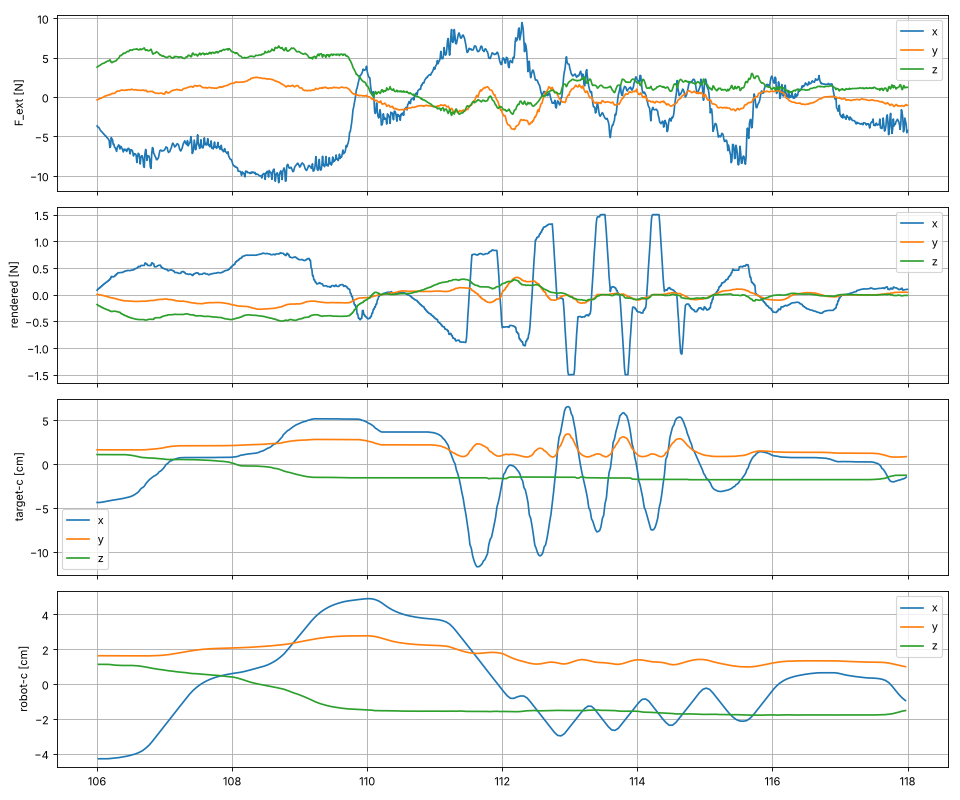 10
5
0
−5
−10
F_ext [N]
x
y
z
1.5
1.0
0.5
0.0
−0.5
−1.0
−1.5
rendered [N]
x
y
z
5
0
−5
−10
target-c [cm]
x
y
z
4
2
0
−2
−4
robot-c [cm]
x
y
z
106 108 110 112 114 116 118